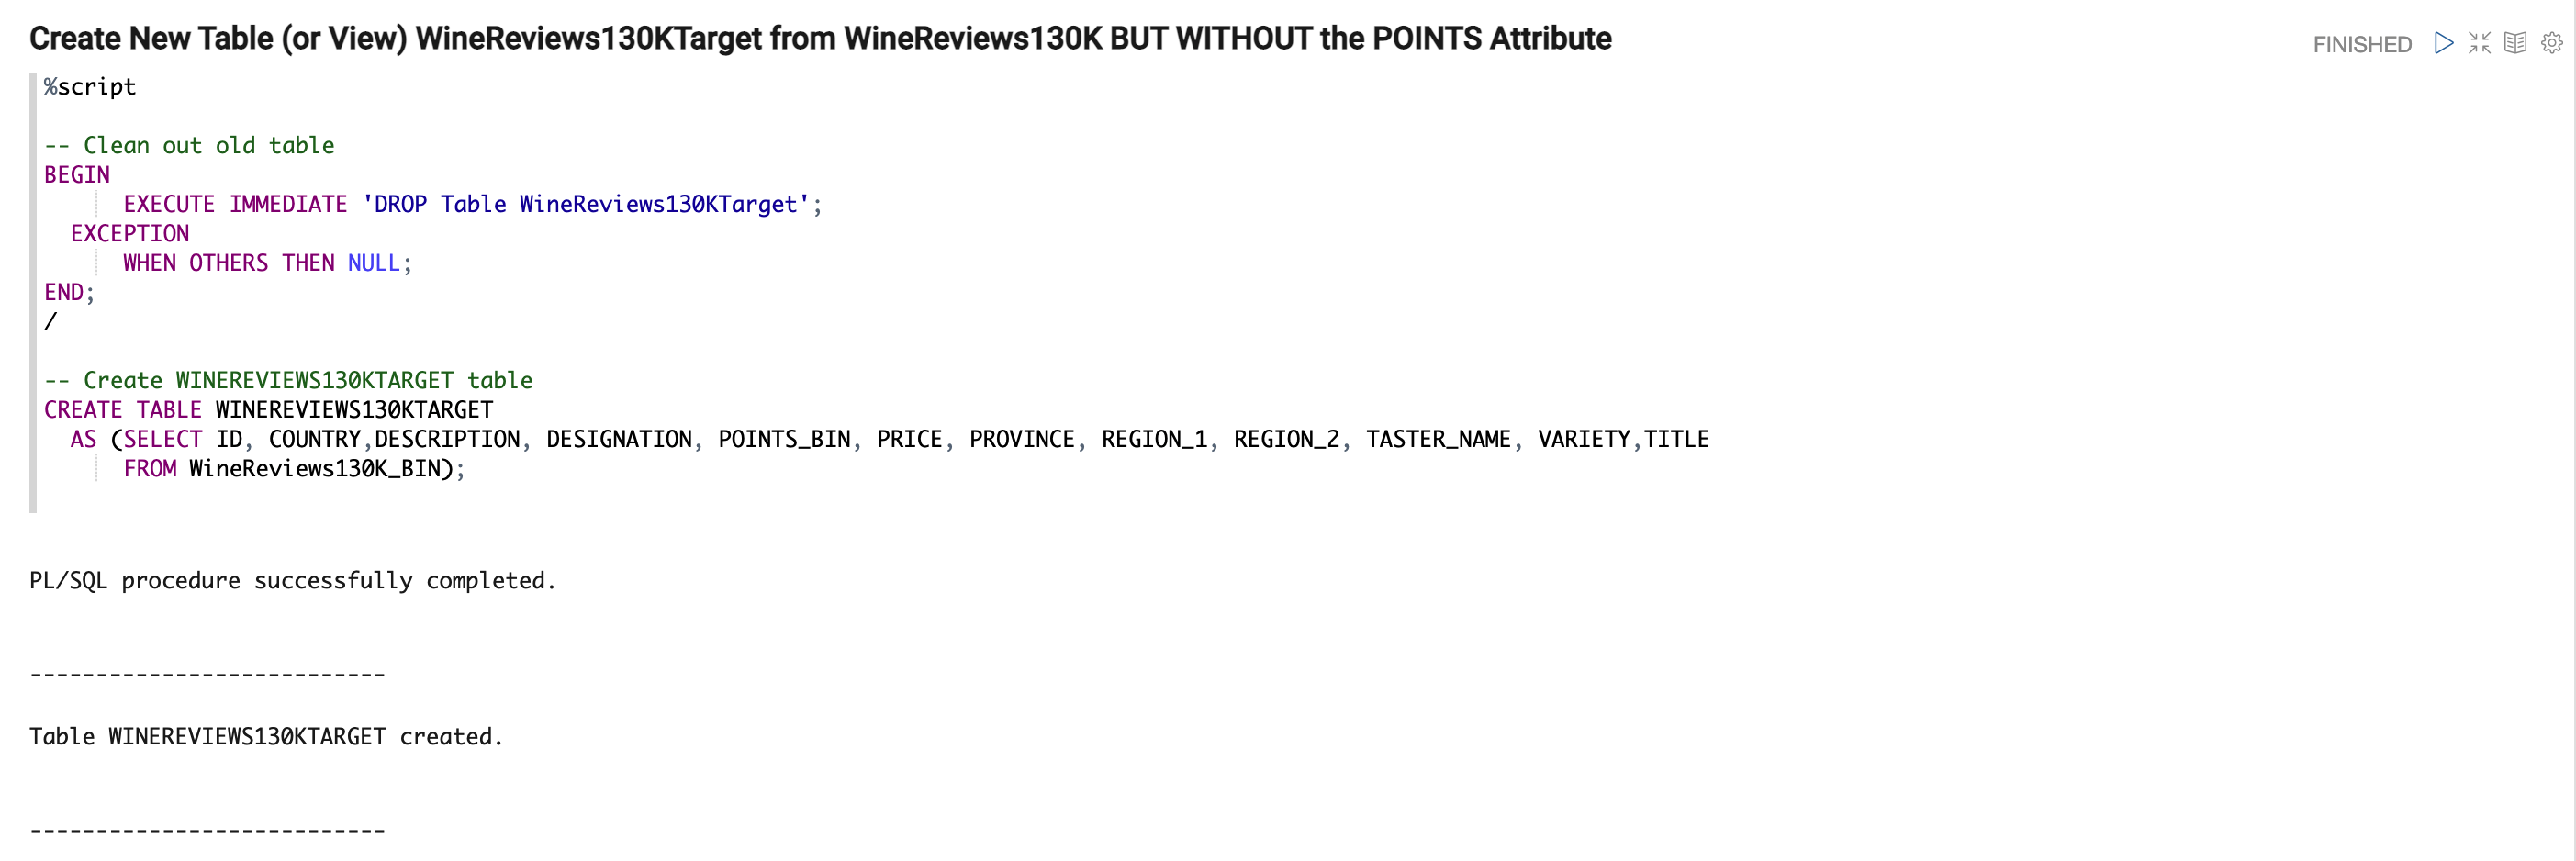 Create New Table (or View) WineReviews130KTarget from WineReviews130K BUT WITHOUT the POINTS Attribute
FINISHED
%script
-- Clean out old table
BEGIN
EXECUTE IMMEDIATE 'DROP Table WineReviews130KTarget';
EXCEPTION
WHEN OTHERS THEN NULL;
END;
/
-- Create WINEREVIEWS130KTARGET table
CREATE TABLE WINEREVIEWS130KTARGET
AS (SELECT ID, COUNTRY,DESCRIPTION, DESIGNATION, POINTS_BIN, PRICE, PROVINCE, REGION_1, REGION_2, TASTER_NAME, VARIETY,TITLE
FROM WineReviews130K_BIN);
PL/SQL procedure successfully completed.
---------------------------
Table WINEREVIEWS130KTARGET created.
---------------------------